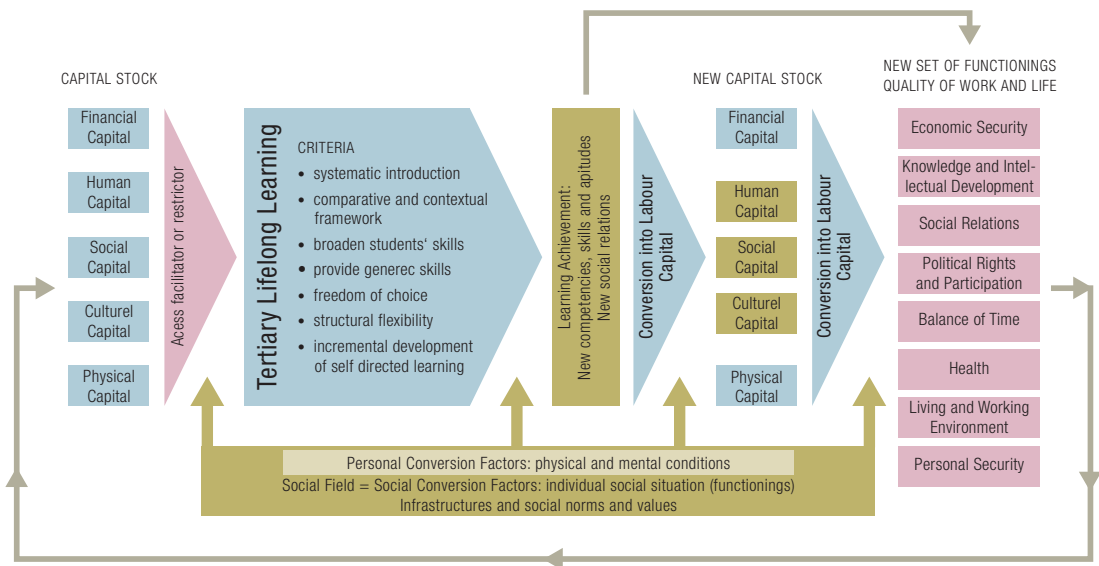 CAPITAL STOCK
Financial
Capital
Human
Capital
Social
Capital
Culturel
Capital
Physical
Capital
Acess facilitator or restrictor
Tertiary Lifelong Learning
CRITERIA
• systematic introduction
• comparative and contextual
framework
• broaden students‘ skills
• provide generec skills
• freedom of choice
• structural flexibility
• incremental development
of self directed learning
Learning Achievement:
New competencies, skills and apitudes
New social relations
Conversion into Labour
Capital
NEW CAPITAL STOCK
Financial
Capital
Human
Capital
Social
Capital
Culturel
Capital
Physical
Capital
Conversion into Labour
Capital
NEW SET OF FUNCTIONINGS
QUALITY OF WORK AND LIFE
Economic Security
Knowledge and Intel-
lectual Development
Social Relations
Political Rights
and Participation
Balance of Time
Health
Living and Working
Environment
Personal Security
Personal Conversion Factors: physical and mental conditions
Social Field = Social Conversion Factors: individual social situation (functionings)
Infrastructures and social norms and values